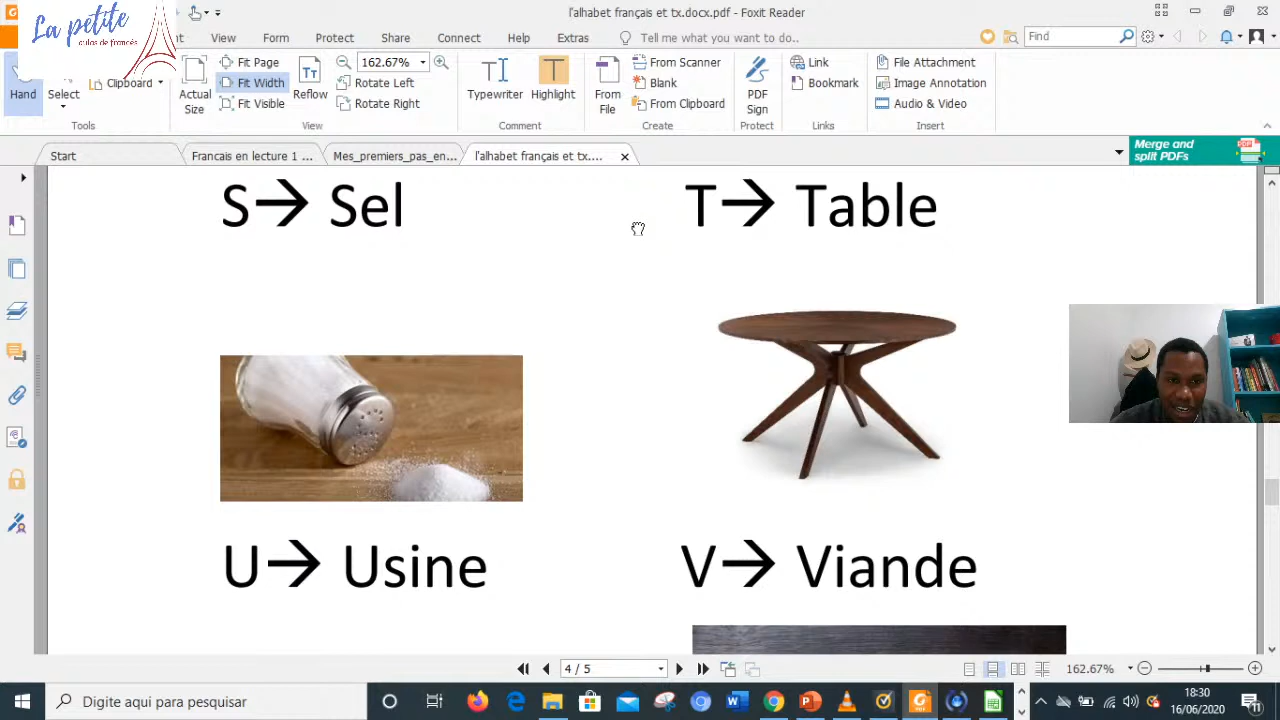 La petite
aulas de francés
l'alhabet français et tx.docx.pdf - Foxit Reader
View Form Protect Share Connect Help Extras Tell me what you want to do.. Find
Hand
Select
Clipboard
Tools
Actual Size
Fit Page
Fit Width
Fit Visible
Reflow
162.67%
Rotate Left
Rotate Right
View
Typewriter
Highlight
Comment
From File
From Scanner
Blank
From Clipboard
Create
PDF Sign
Protect
Link
Bookmark
Links
File Attachment
Image Annotation
Audio & Video
Insert
Start
Francais en lecture 1 ...
Mes_premiers_pas_en...
l'alhabet français et tx....
Merge and
split PDFs
S→ Sel
T→ Table
U→ Usine
V→ Viande
4 / 5
162.67%
Digite aqui para pesquisar
18:30
16/06/2020